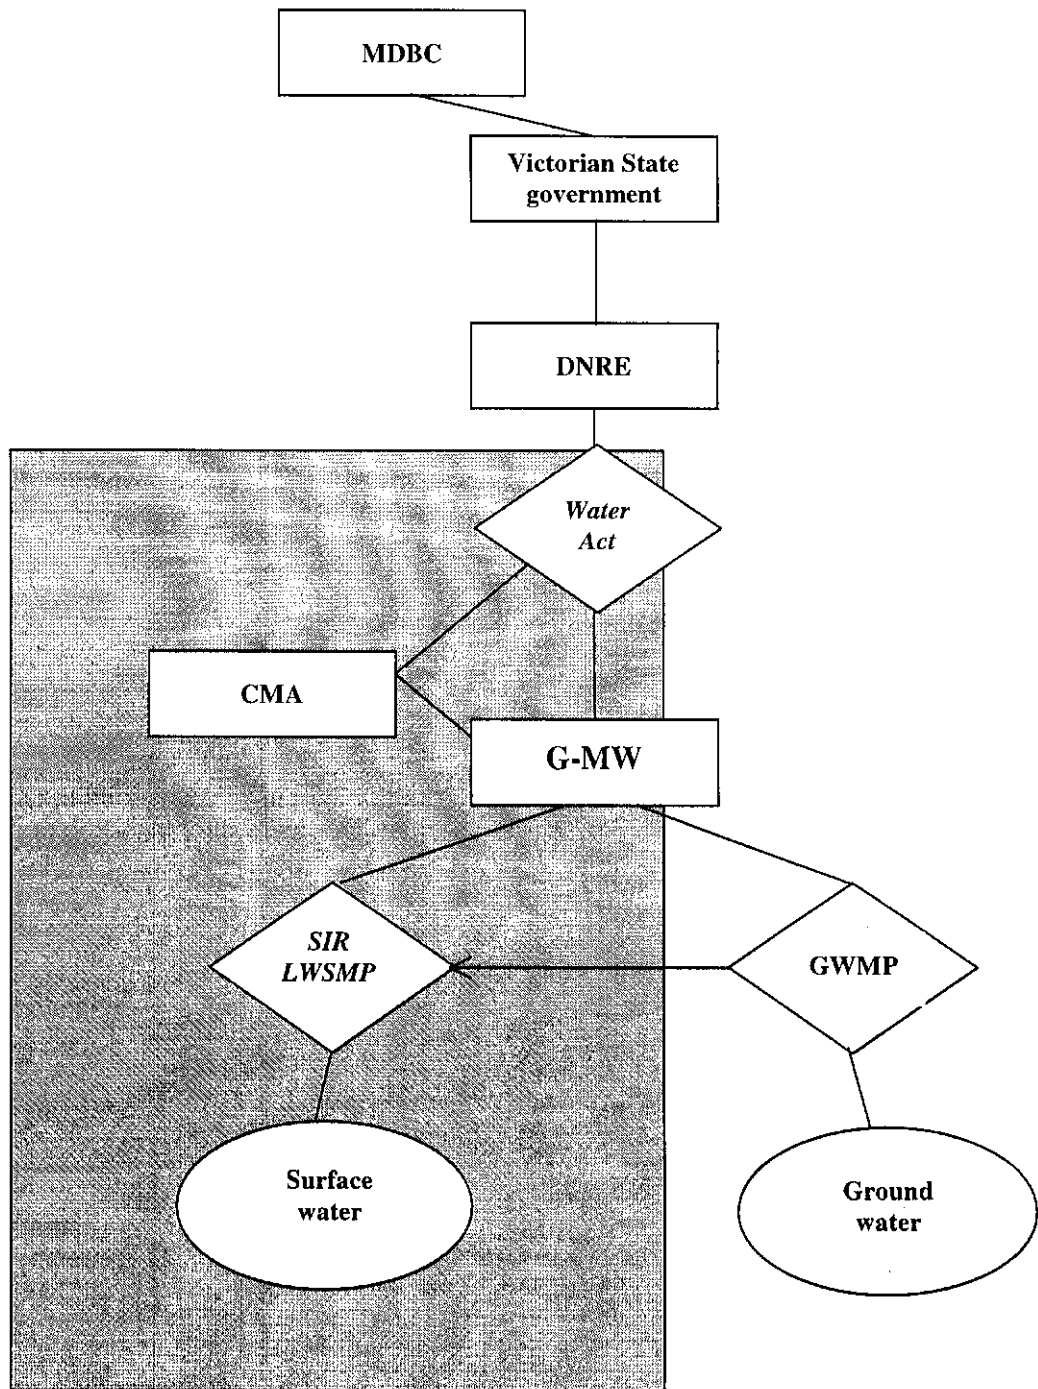 MDBC
Victorian State
government
DNRE
Water
Act
CMA
G-MW
SIR
LWSMP
GWMP
Surface
water
Ground
water